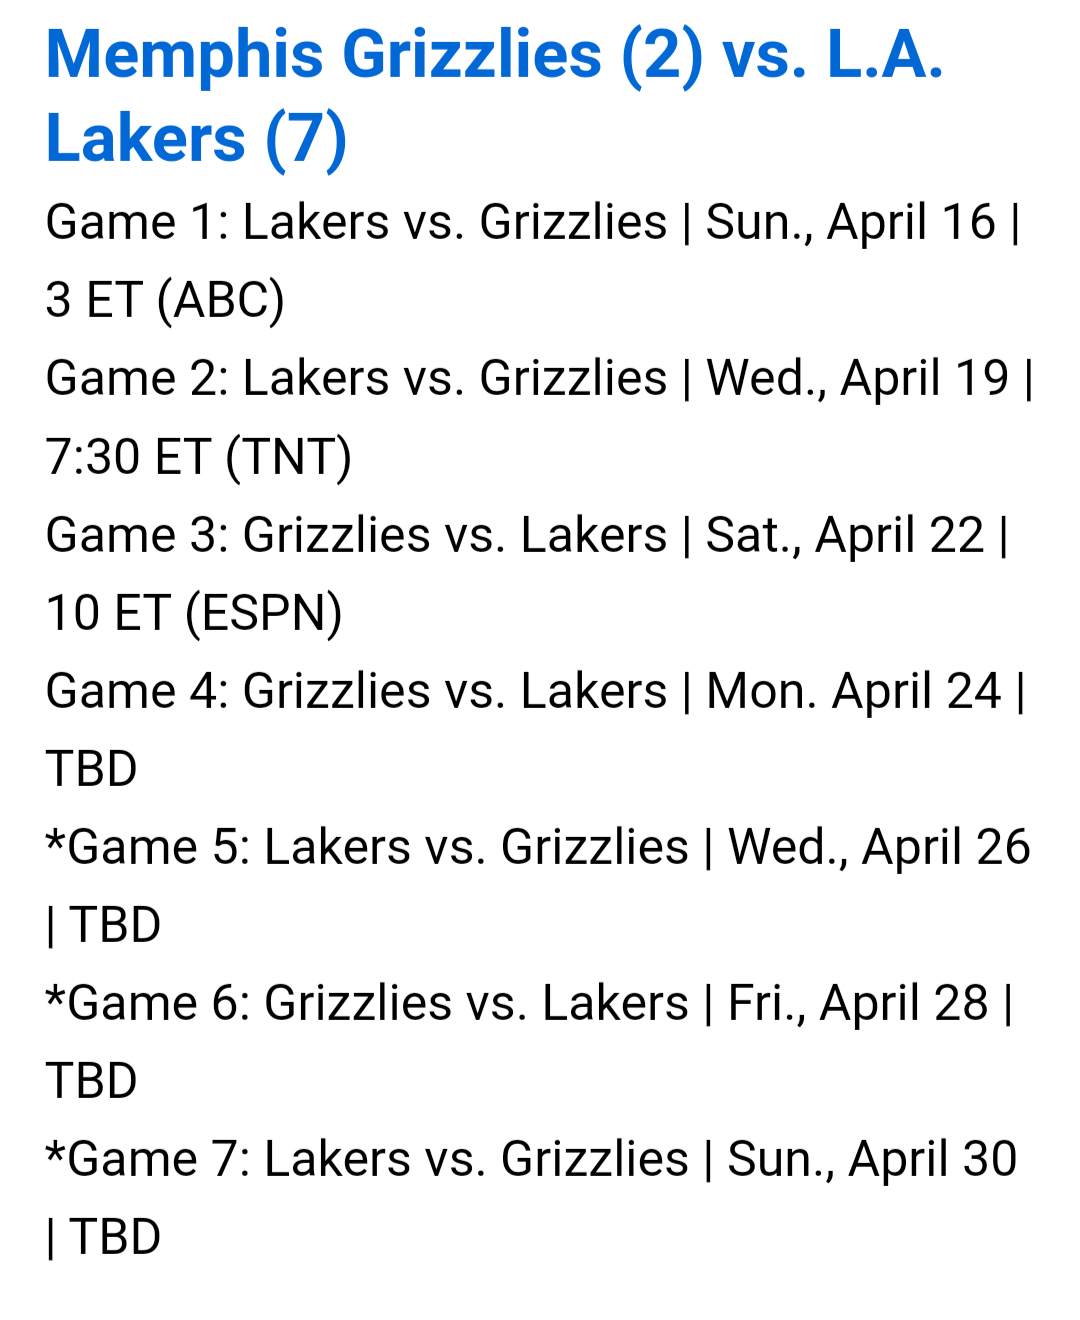 Memphis Grizzlies (2) vs. L.A.
Lakers (7)
Game 1: Lakers vs. Grizzlies | Sun., April 16 |
3 ET (ABC)
Game 2: Lakers vs. Grizzlies | Wed., April 19 |
7:30 ET (TNT)
Game 3: Grizzlies vs. Lakers | Sat., April 22 |
10 ET (ESPN)
Game 4: Grizzlies vs. Lakers | Mon. April 24 |
TBD
*Game 5: Lakers vs. Grizzlies | Wed., April 26
| TBD
*Game 6: Grizzlies vs. Lakers | Fri., April 28 |
TBD
*Game 7: Lakers vs. Grizzlies | Sun., April 30
| TBD